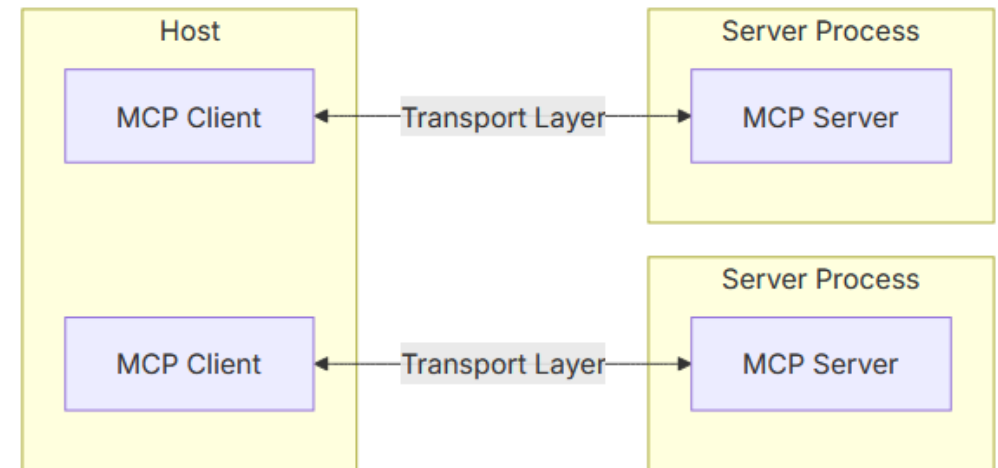 Host
Server Process
MCP Client
Transport Layer
MCP Server
Server Process
MCP Client
Transport Layer
MCP Server